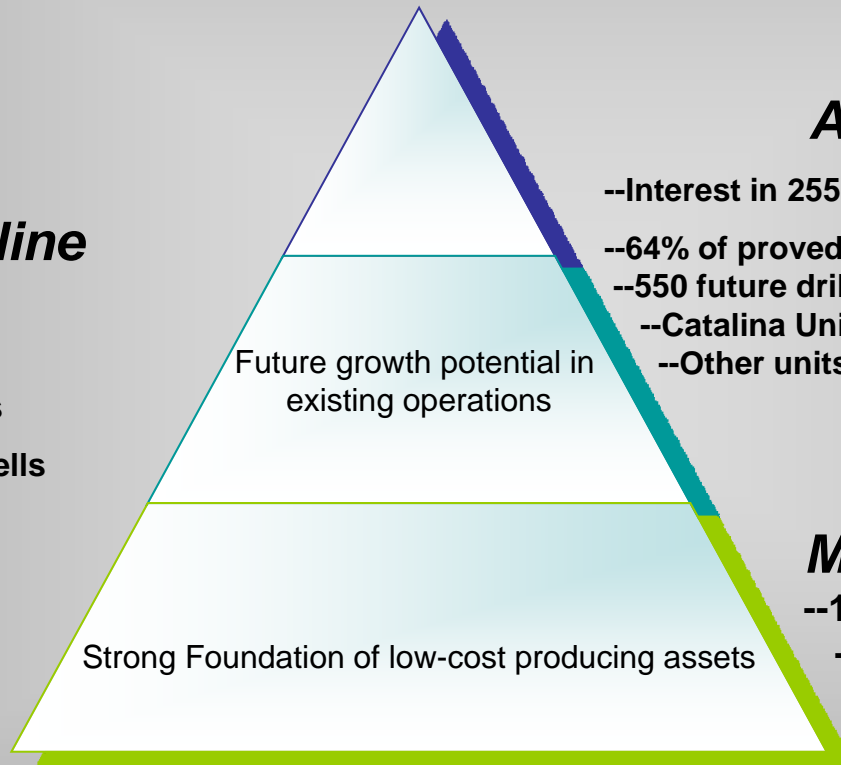 line
s
ells
Future growth potential in
existing operations
Strong Foundation of low-cost producing assets
A
--Interest in 255
--64% of proved
--550 future dril
--Catalina Uni
--Other units
M
--1
-